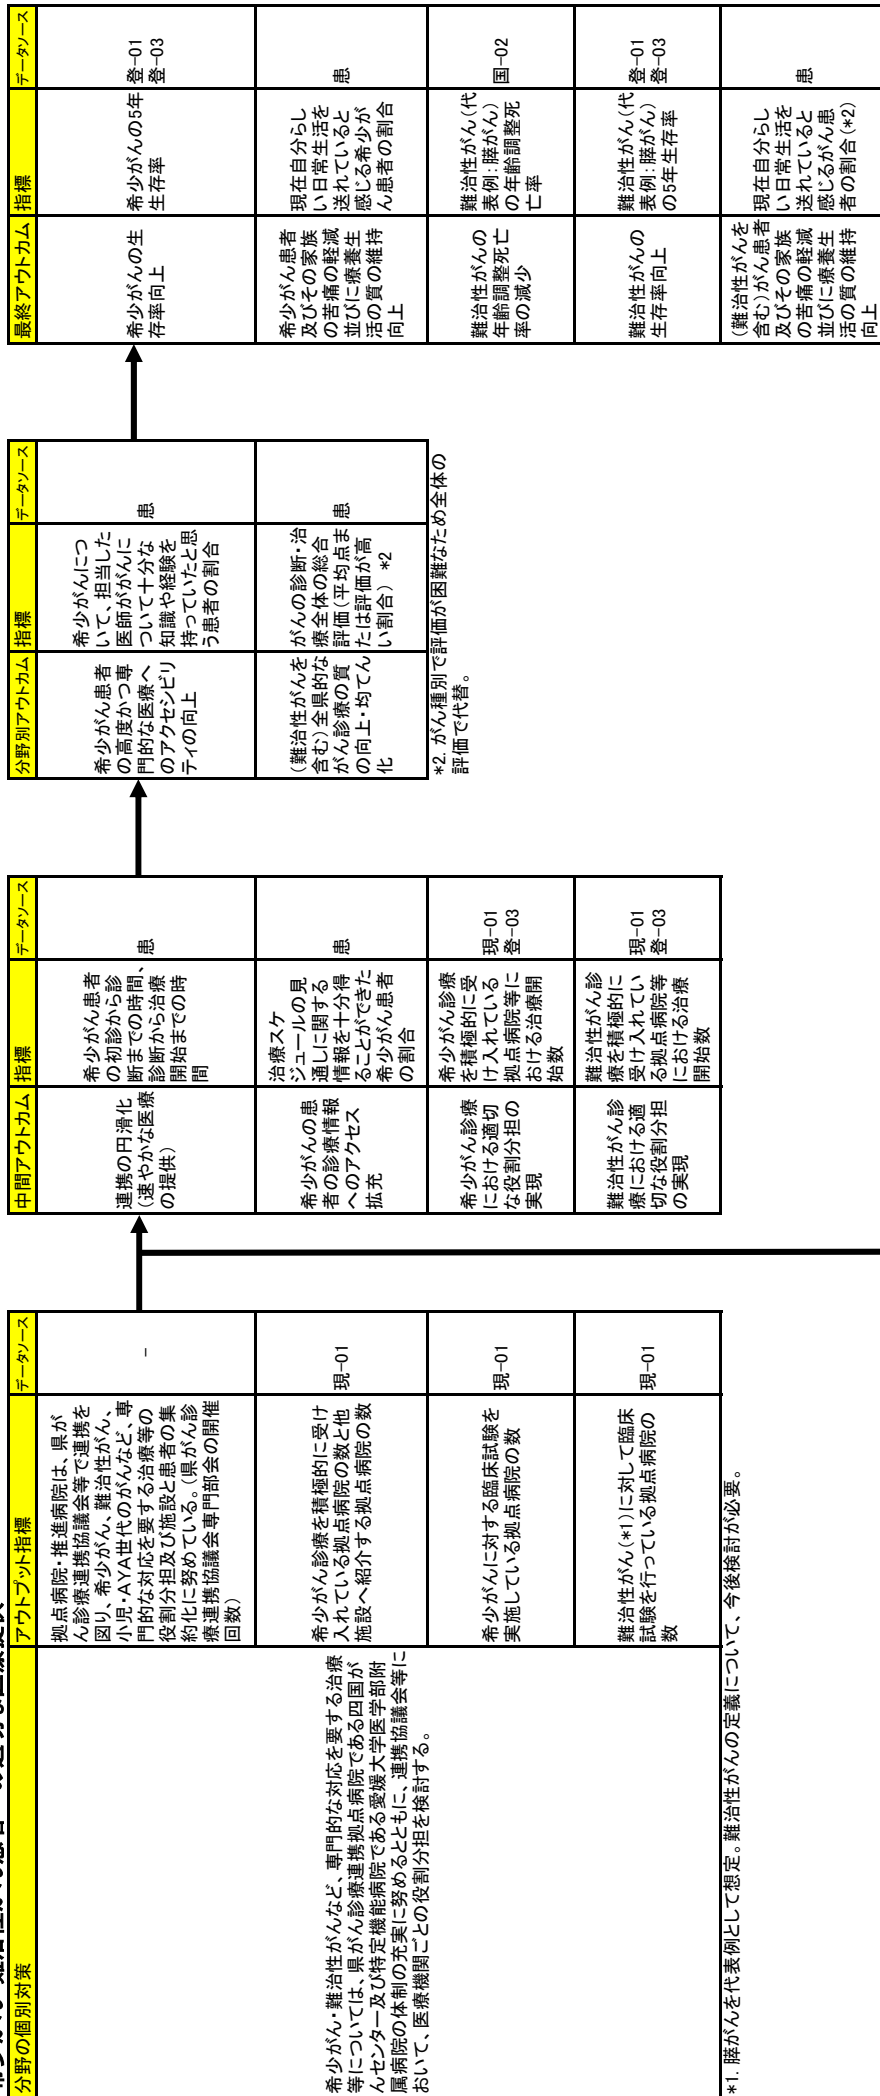 分野の個別対策
アウトプット指標
データソース
希少がん・難治性がんなど、専門的な対応を要する治療
等については、県がん診療連携拠点病院である四国が
んセンター及び特定機能病院である愛媛大学医学部附
属病院の体制の充実に努めるとともに、連携協議会等に
おいて、医療機関ごとの役割分担を検討する。
拠点病院・推進病院は、県が
ん診療連携協議会等で連携を
図り、希少がん、難治性がん、
小児・AYA世代のがんなど、専
門的な対応を要する治療等の
役割分担及び施設と患者の集
約化に努めている。（県がん診
療連携協議会専門部会の開催
回数）
-
希少がん診療を積極的に受け
入れている拠点病院の数と他
施設へ紹介する拠点病院の数
現-01
希少がんに対する臨床試験を
実施している拠点病院の数
現-01
難治性がん(*1)に対して臨床
試験を行っている拠点病院の
数
現-01
*1. 膵がんを代表例として想定。難治性がんの定義について、今後検討が必要。
中間アウトカム
指標
データソース
連携の円滑化
（速やかな医療
の提供）
希少がん患者
の初診から診
断までの時間、
診断から治療
開始までの時
間
患
希少がんの患
者の診療情報
へのアクセス
拡充
治療スケ
ジュールの見
通しに関する
情報を十分得
ることができた
希少がん患者
の割合
患
希少がん診療
における適切
な役割分担の
実現
希少がん診療
を積極的に受
け入れている
拠点病院等に
おける治療開
始数
現-01
登-03
難治性がん診
療における適
切な役割分担
の実現
難治性がん診
療を積極的に
受け入れてい
る拠点病院等
における治療
開始数
現-01
登-03
分野別アウトカム
指標
データソース
希少がん患者
の高度かつ専
門的な医療へ
のアクセシビリ
ティの向上
希少がんにつ
いて、担当した
医師ががんに
ついて十分な
知識や経験を
持っていたと思
う患者の割合
患
（難治性がんを
含む）全県的な
がん診療の質
の向上・均てん
化
がんの診断・治
療全体の総合
評価（平均点ま
たは評価が高
い割合） *2
患
*2. がん種別で評価が困難なため全体の
評価で代替。
最終アウトカム
指標
データソース
希少がんの生
存率向上
希少がんの5年
生存率
登-01
登-03
希少がん患者
及びその家族
の苦痛の軽減
並びに療養生
活の質の維持
向上
現在自分らし
い日常生活を
送れていると
感じる希少が
ん患者の割合
患
難治性がんの
年齢調整死亡
率の減少
難治性がん（代
表例：膵がん）
の年齢調整死
亡率
国-02
難治性がんの
生存率向上
難治性がん（代
表例：膵がん）
の5年生存率
登-01
登-03
（難治性がんを
含む）がん患者
及びその家族
の苦痛の軽減
並びに療養生
活の質の維持
向上
現在自分らし
い日常生活を
送れていると
感じるがん患
者の割合(*2)
患